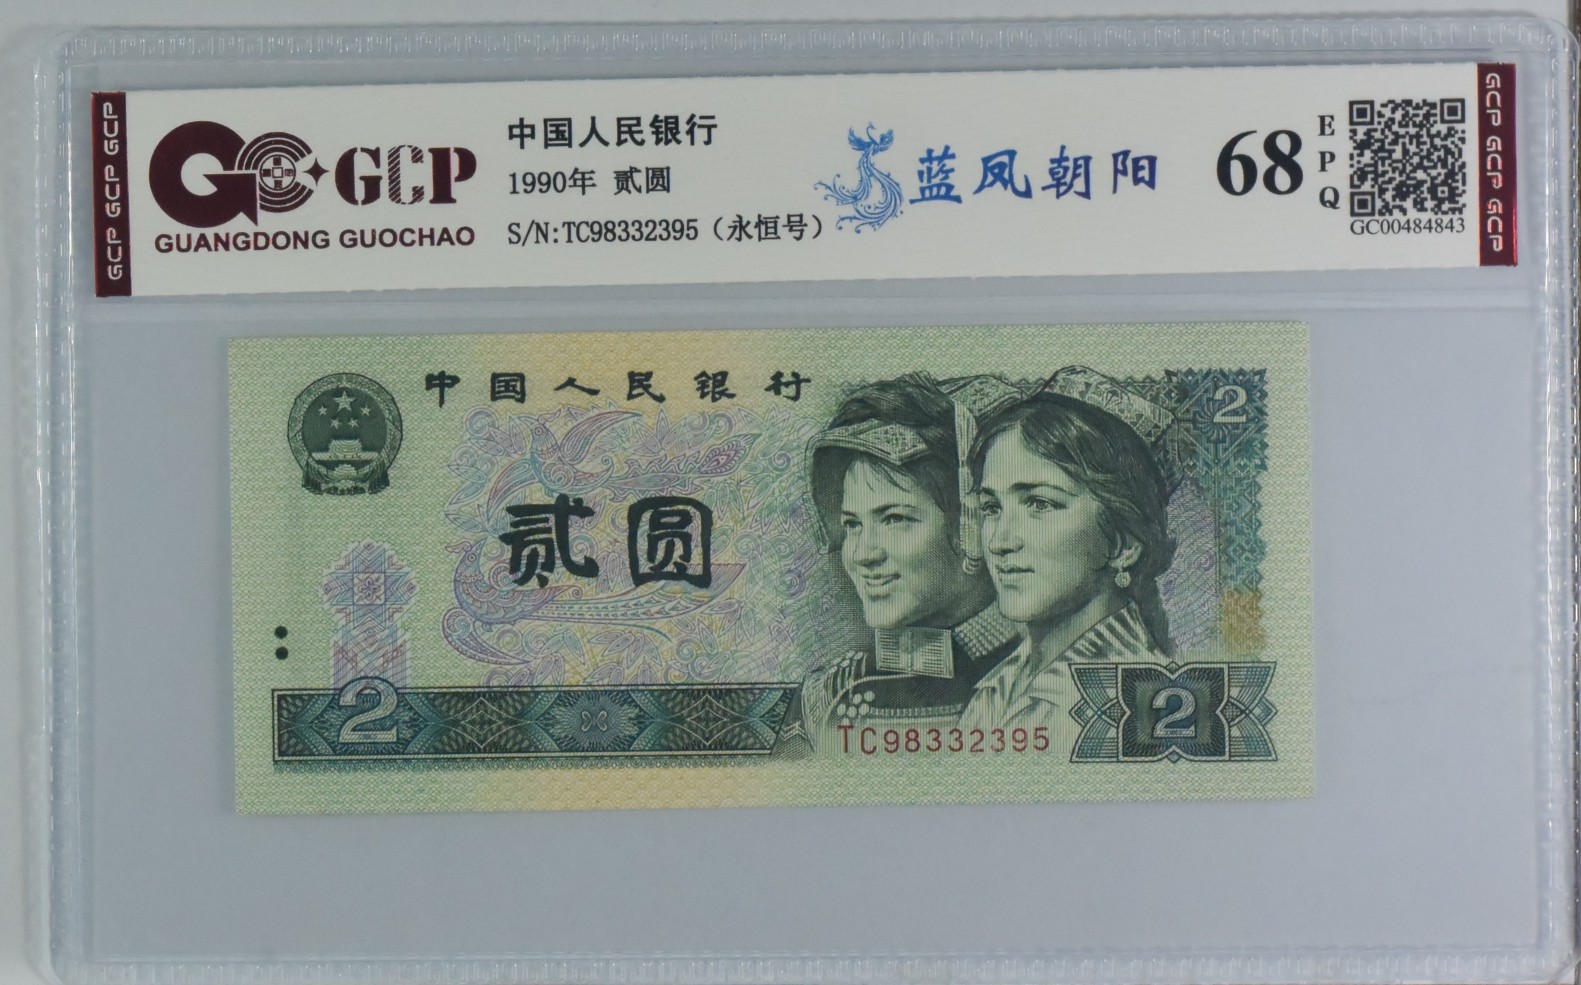 GCP GCP GCP
GCP
GUANGDONG GUOCHAO
中国人民银行
1990年 贰圆
S/N:TC98332395（永恒号）
蓝凤朝阳
68
EPQ
GC00484843
GCP GCP GCP
中国人民银行
2
贰圆
2
TC98332395
2